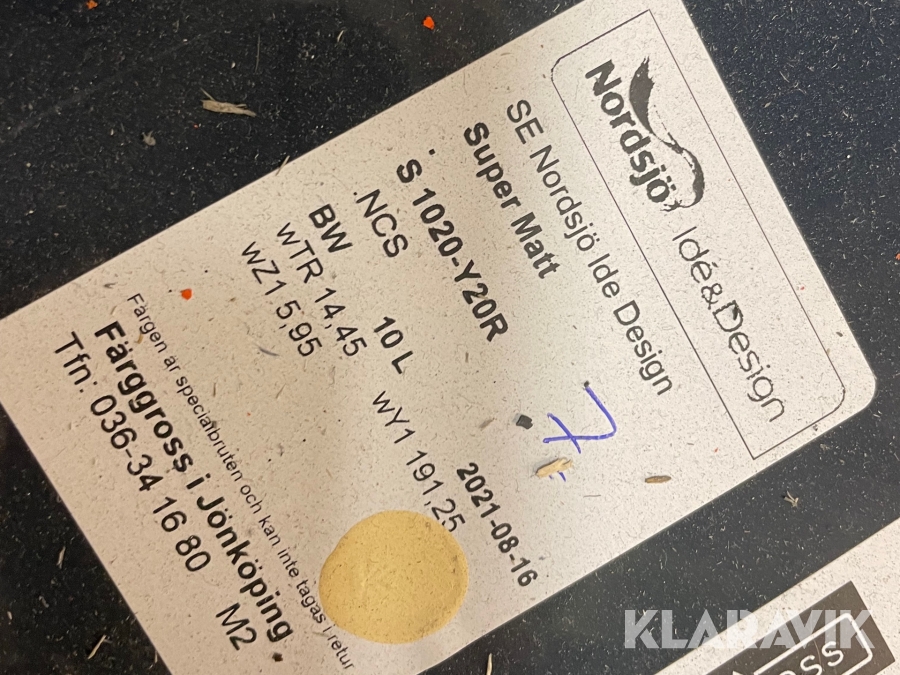 Nordsjö Idé&Design
SE Nordsjö Ide Design
Super Matt
S 1020-Y20R 2021-08-16
NCS
BW 10 L
WTR 14,45 WY1 191,25
WZ1 5,95
Färgen är specialbruten och kan inte tagas i retur
Färggross i Jönköping
Tfn: 036-34 16 80 M2
7
KLARAVIK